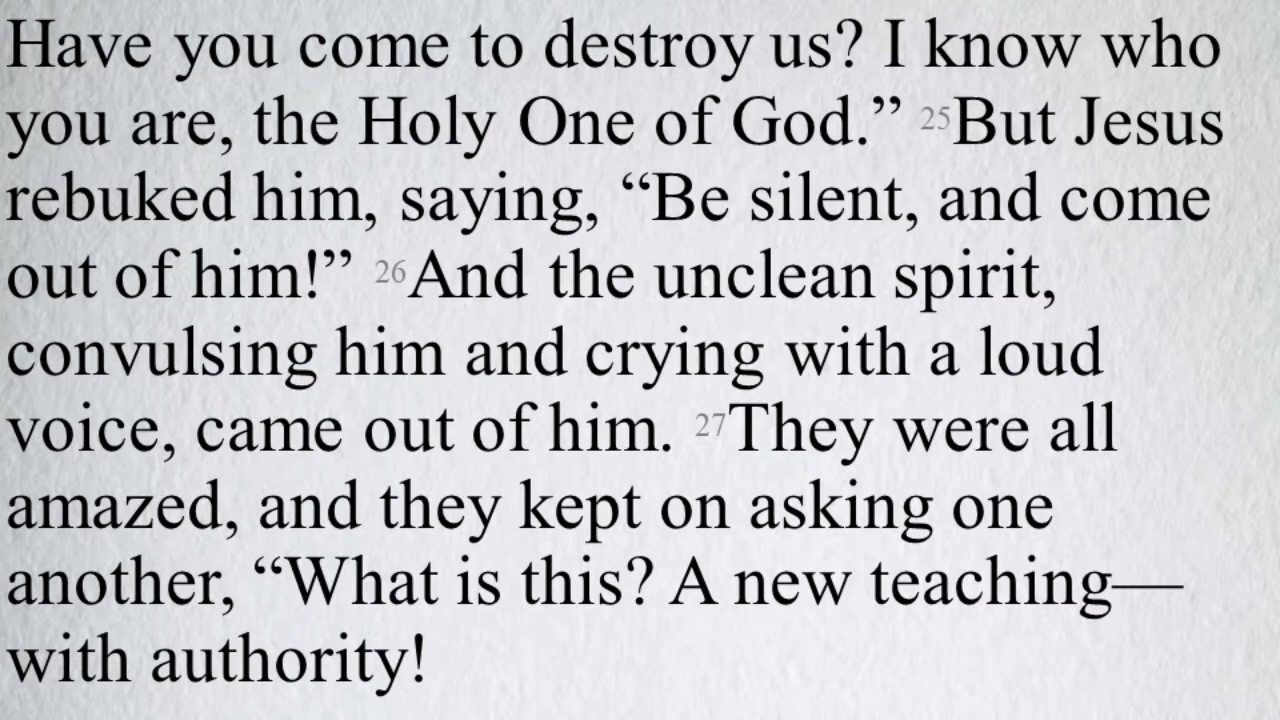 Have you come to destroy us? I know who
you are, the Holy One of God.” 25But Jesus
rebuked him, saying, “Be silent, and come
out of him!” 26And the unclean spirit,
convulsing him and crying with a loud
voice, came out of him. 27They were all
amazed, and they kept on asking one
another, “What is this? A new teaching—
with authority!